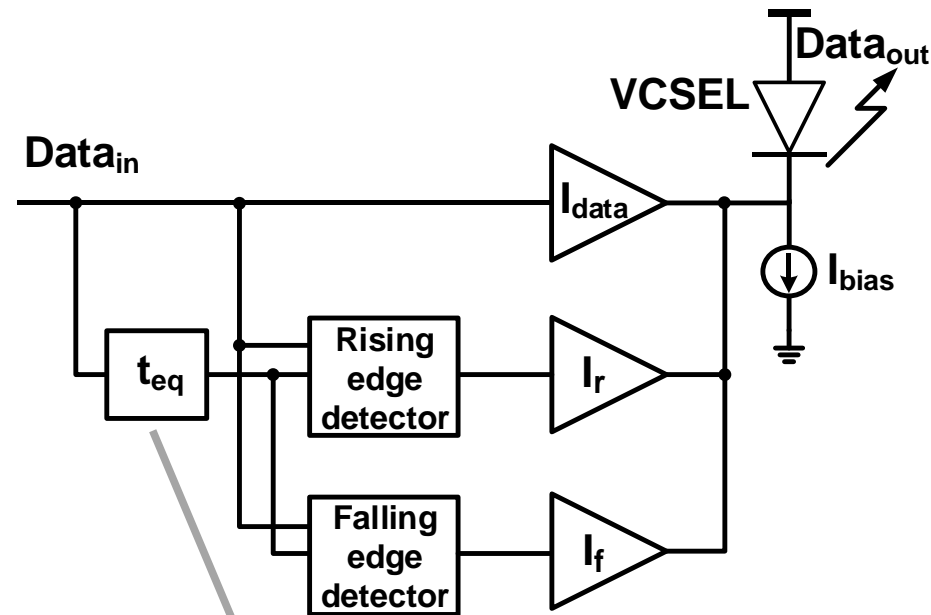 Data_out
VCSEL
Data_in
I_data
I_bias
t_eq
Rising
edge
detector
I_r
Falling
edge
detector
I_f